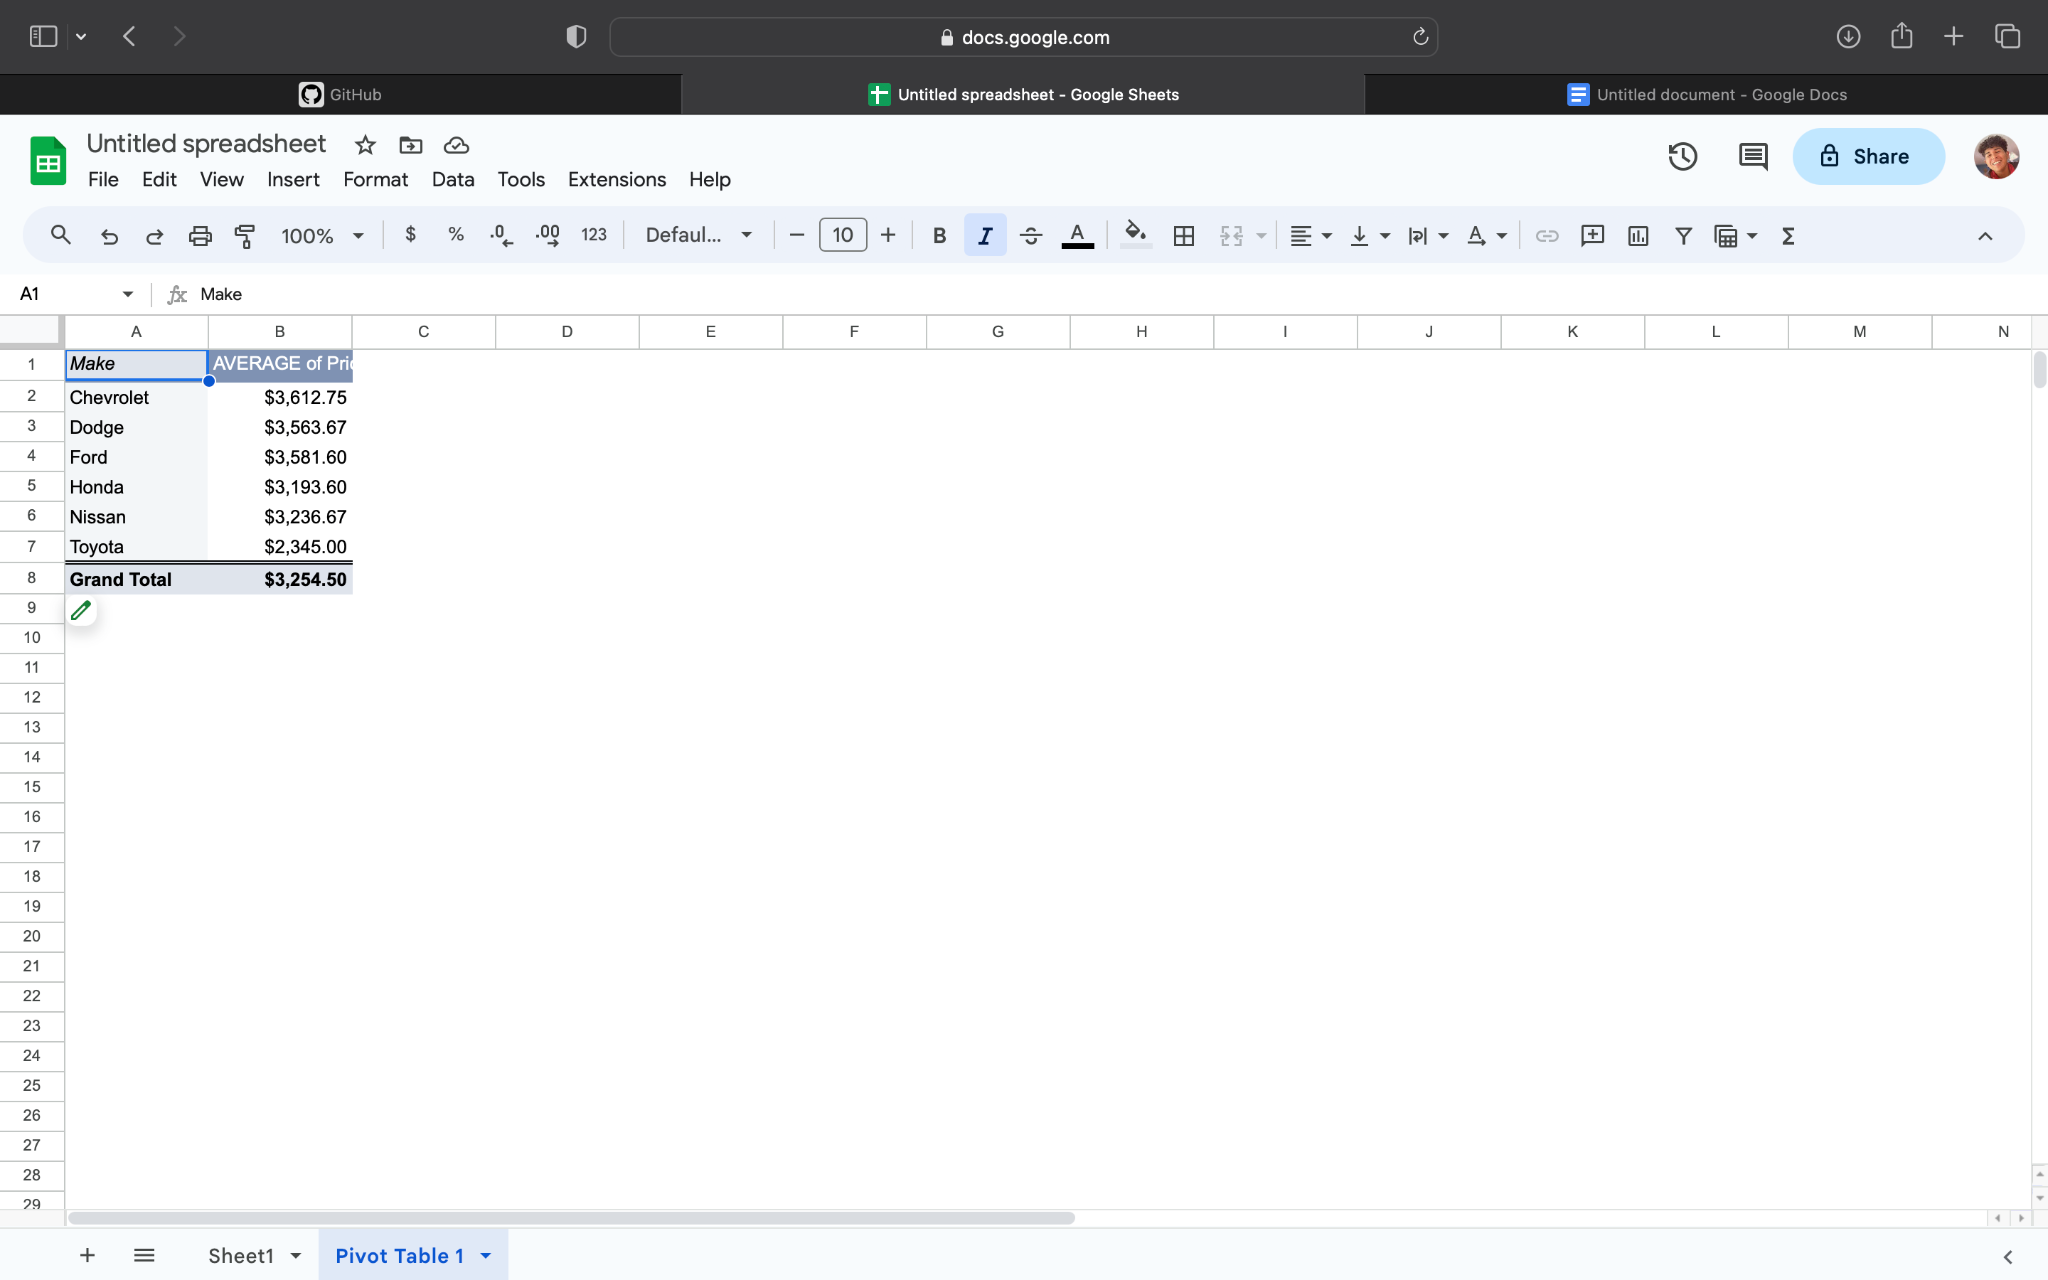 docs.google.com
GitHub
Untitled spreadsheet - Google Sheets
Untitled document - Google Docs
Untitled spreadsheet
Share
File Edit View Insert Format Data Tools Extensions Help
100% $ % .0 .00 123 Defaul... 10 B I A A Σ
A1 fx Make
A B C D E F G H I J K L M N
1 Make AVERAGE of Pric
2 Chevrolet $3,612.75
3 Dodge $3,563.67
4 Ford $3,581.60
5 Honda $3,193.60
6 Nissan $3,236.67
7 Toyota $2,345.00
8 Grand Total $3,254.50
9
10
11
12
13
14
15
16
17
18
19
20
21
22
23
24
25
26
27
28
29
Sheet1 Pivot Table 1